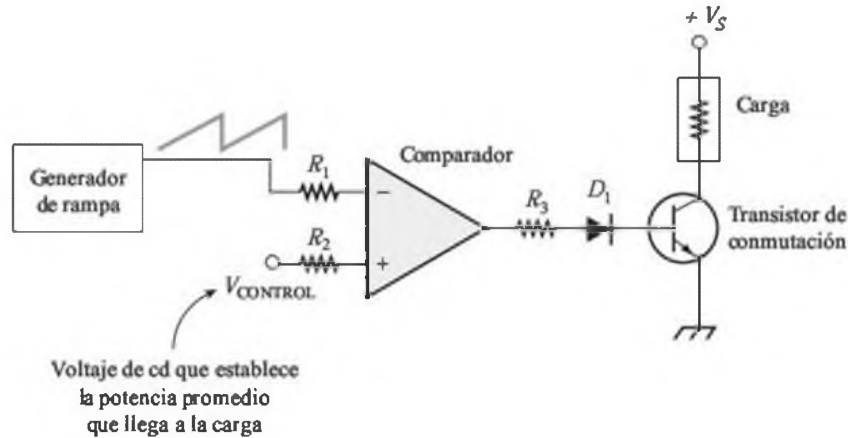 + V_S
Carga
Comparador
Generador
de rampa
R_1
−
R_2
+
V_CONTROL
R_3
D_1
Transistor de
conmutación
Voltaje de cd que establece
la potencia promedio
que llega a la carga